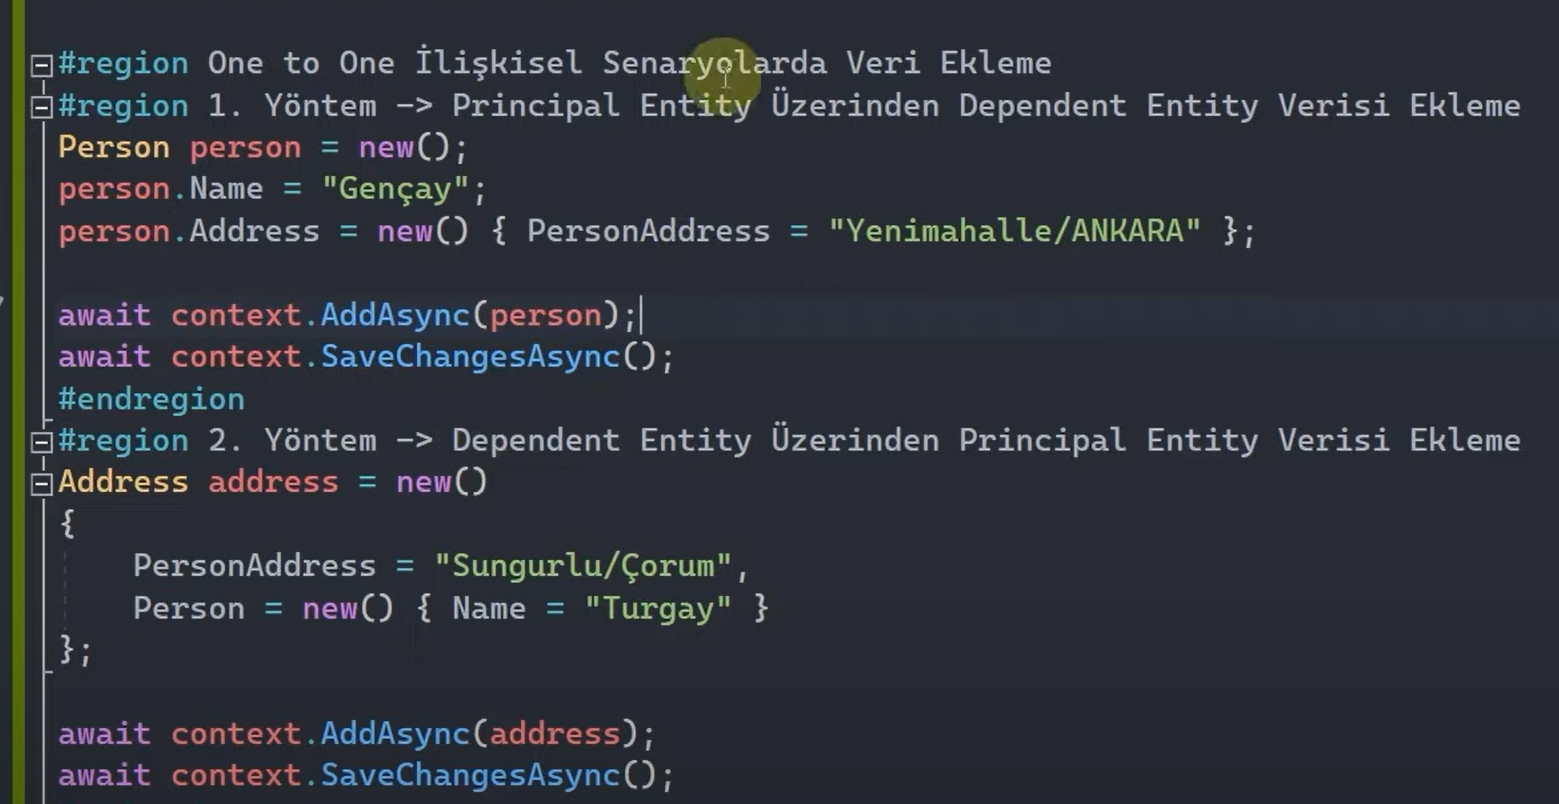 #region One to One İlişkisel Senaryolarda Veri Ekleme
#region 1. Yöntem -> Principal Entity Üzerinden Dependent Entity Verisi Ekleme
Person person = new();
person.Name = "Gençay";
person.Address = new() { PersonAddress = "Yenimahalle/ANKARA" };
await context.AddAsync(person);
await context.SaveChangesAsync();
#endregion
#region 2. Yöntem -> Dependent Entity Üzerinden Principal Entity Verisi Ekleme
Address address = new()
{
    PersonAddress = "Sungurlu/Çorum",
    Person = new() { Name = "Turgay" }
};
await context.AddAsync(address);
await context.SaveChangesAsync();